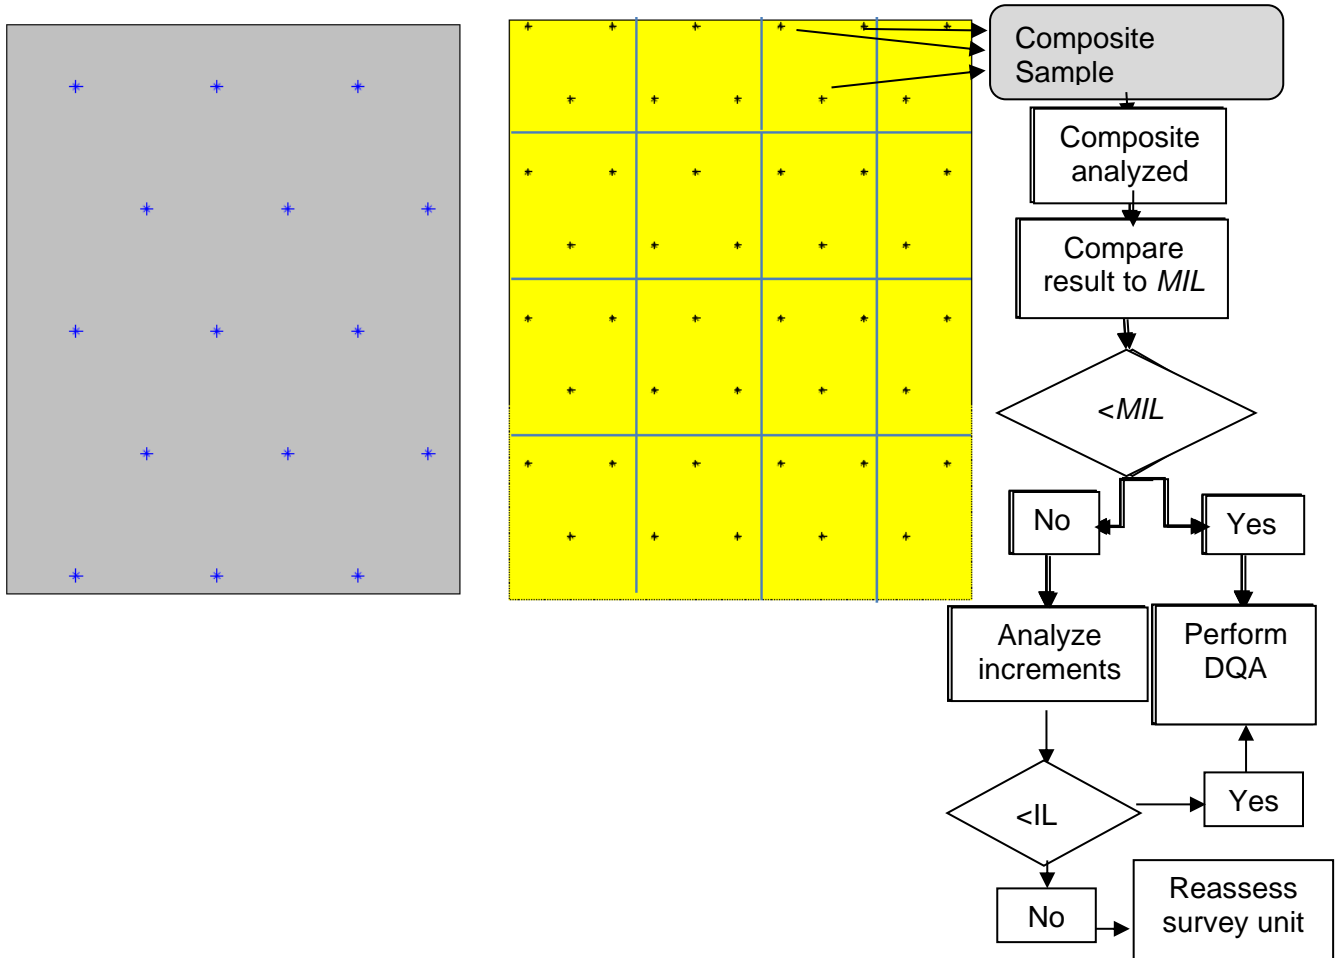 Composite
Sample
Composite
analyzed
Compare
result to MIL
<MIL
No
Yes
Analyze
increments
Perform
DQA
<IL
Yes
No
Reassess
survey unit